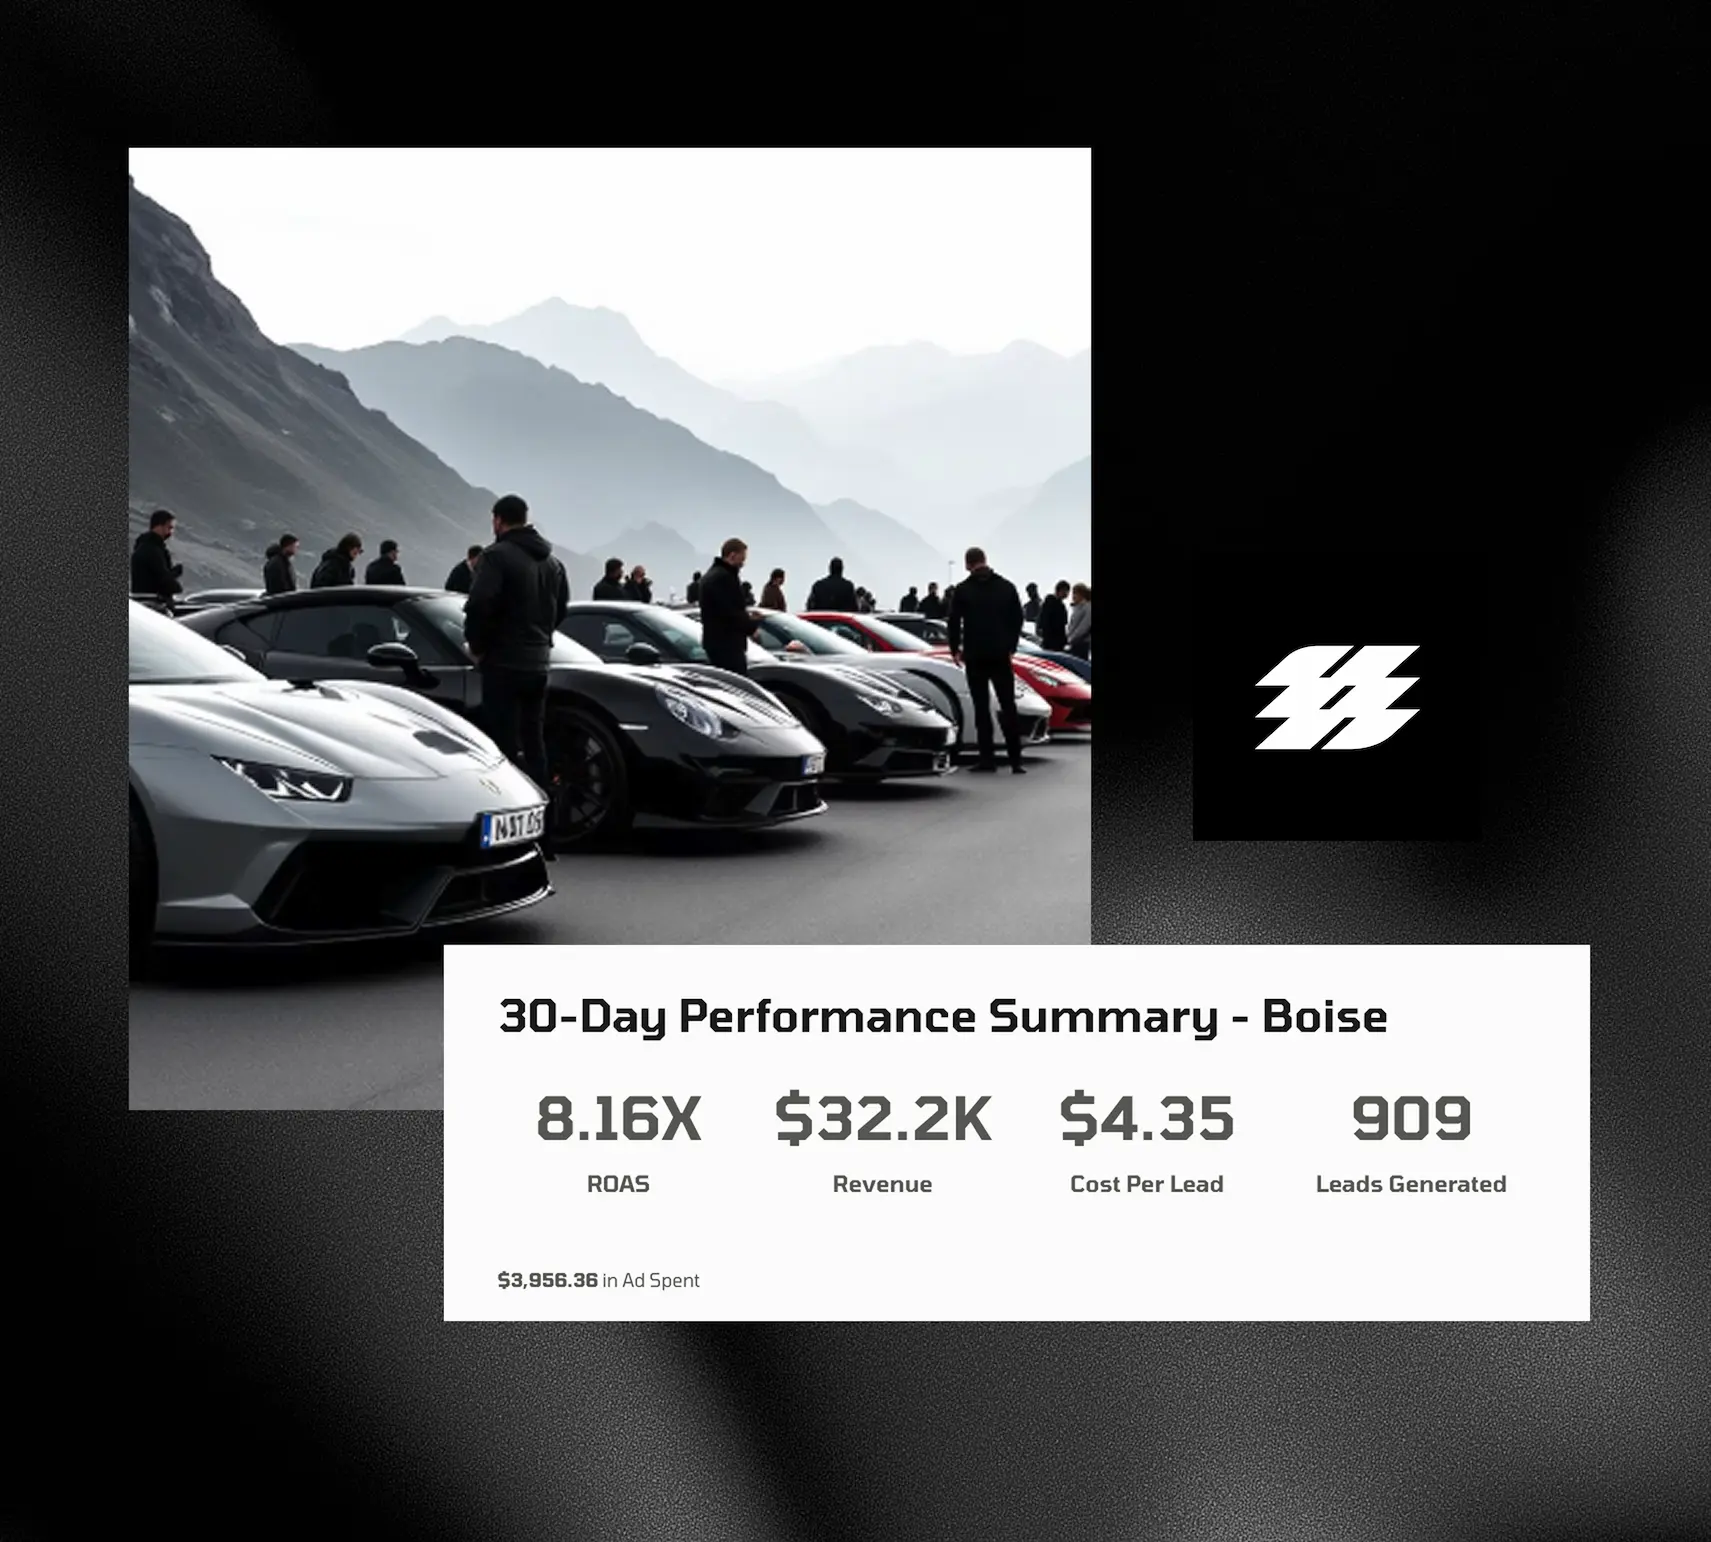 30-Day Performance Summary - Boise
8.16X $32.2K $4.35 909
ROAS Revenue Cost Per Lead Leads Generated
$3,956.36 in Ad Spent